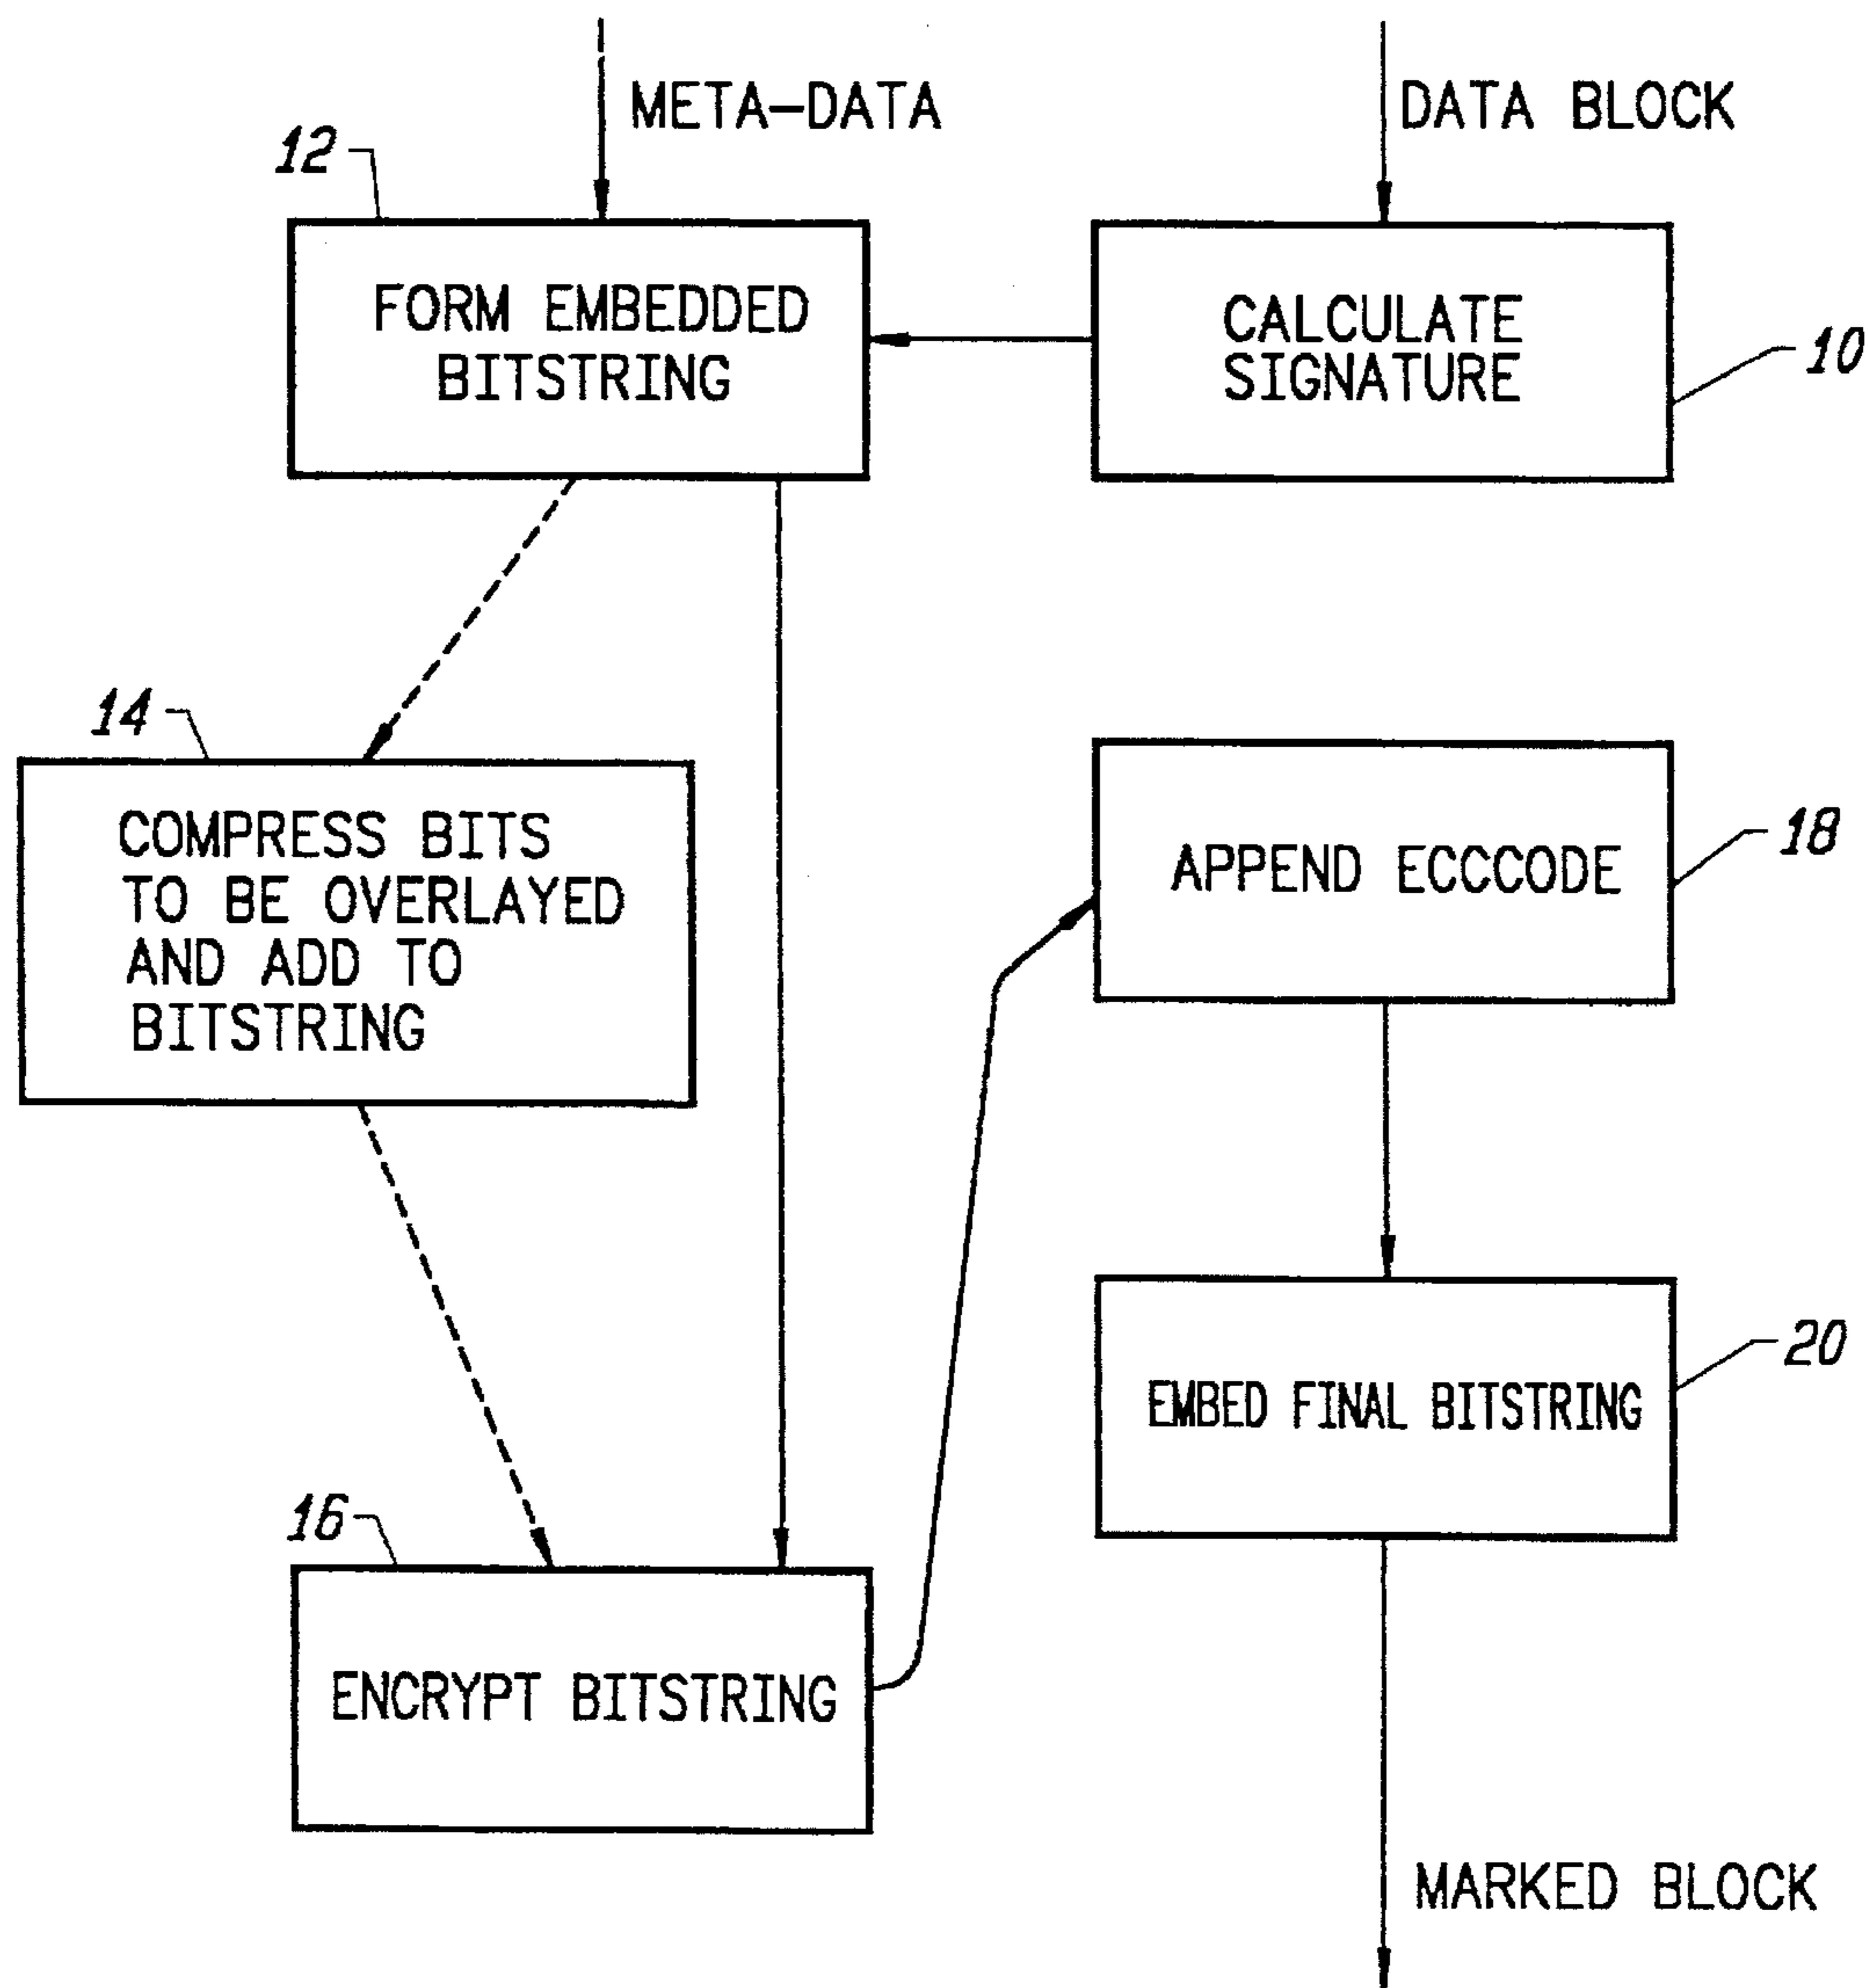 META-DATA
DATA BLOCK
12
FORM EMBEDDED
BITSTRING
CALCULATE
SIGNATURE
10
14
COMPRESS BITS
TO BE OVERLAYED
AND ADD TO
BITSTRING
APPEND ECCCODE
18
EMBED FINAL BITSTRING
20
16
ENCRYPT BITSTRING
MARKED BLOCK